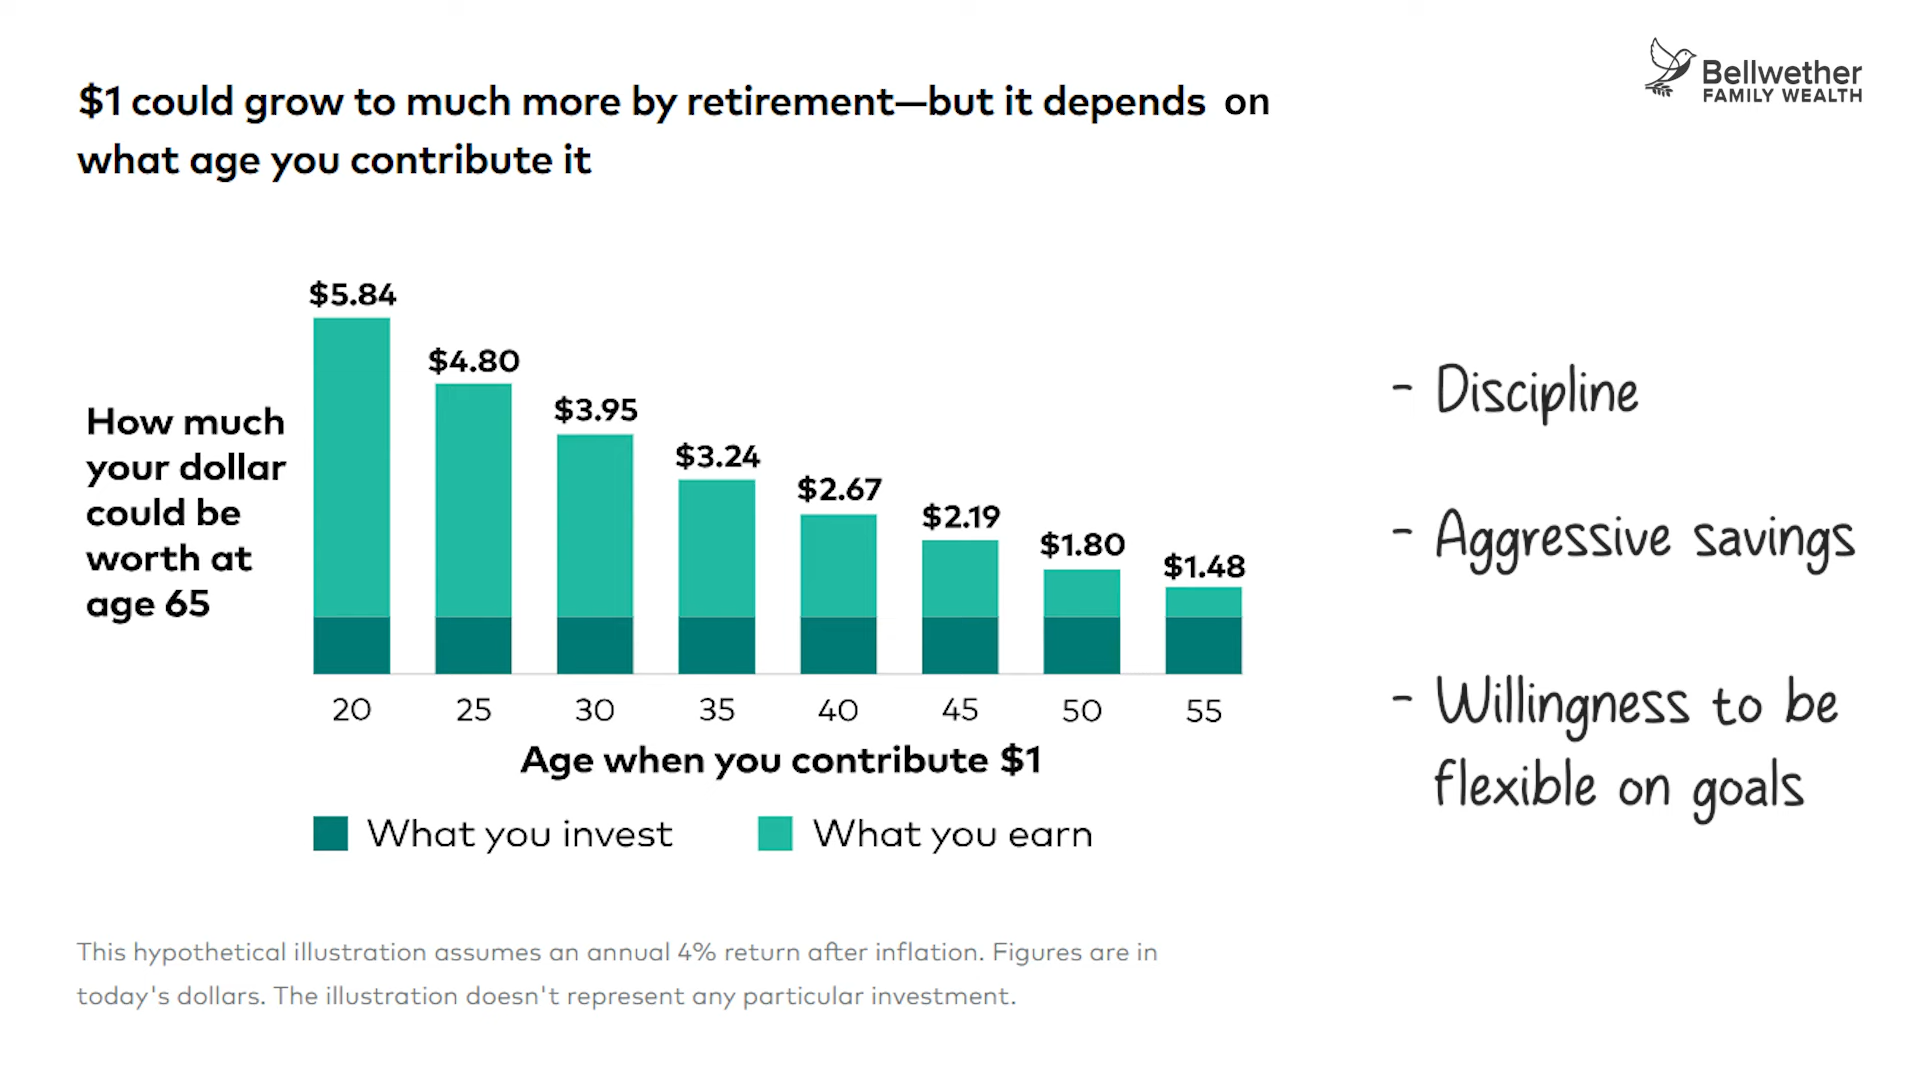 Bellwether
FAMILY WEALTH
$1 could grow to much more by retirement—but it depends on
what age you contribute it
How much
your dollar
could be
worth at
age 65
$5.84
$4.80
$3.95
$3.24
$2.67
$2.19
$1.80
$1.48
20 25 30 35 40 45 50 55
Age when you contribute $1
What you invest
What you earn
- Discipline
- Aggressive savings
- Willingness to be
flexible on goals
This hypothetical illustration assumes an annual 4% return after inflation. Figures are in
today's dollars. The illustration doesn't represent any particular investment.